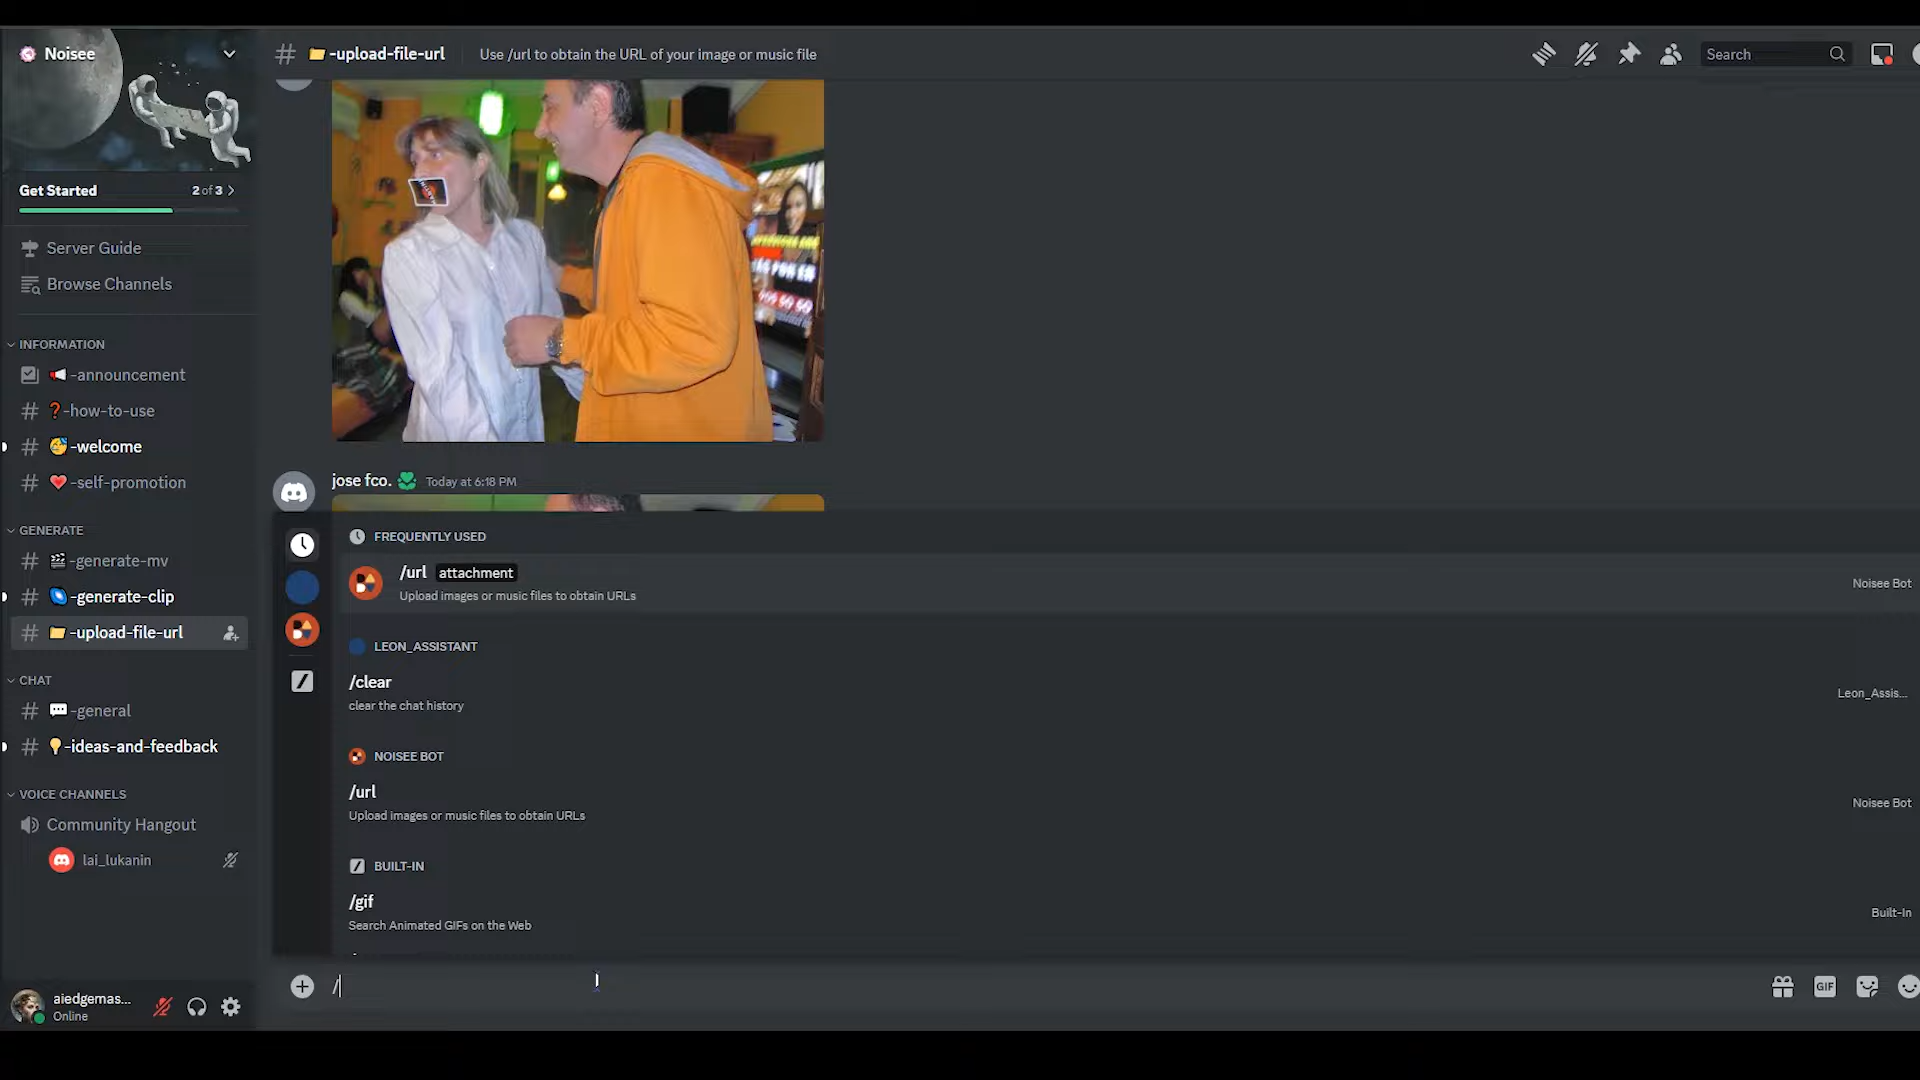 Noisee
-upload-file-url
Use /url to obtain the URL of your image or music file
Search
Get Started
2 of 3
Server Guide
Browse Channels
INFORMATION
-announcement
-how-to-use
-welcome
-self-promotion
GENERATE
-generate-mv
-generate-clip
-upload-file-url
CHAT
-general
-ideas-and-feedback
VOICE CHANNELS
Community Hangout
lai_lukanin
aiedgemas...
Online
jose fco.
Today at 6:18 PM
FREQUENTLY USED
/url attachment
Upload images or music files to obtain URLs
Noisee Bot
LEON_ASSISTANT
/clear
clear the chat history
Leon_Assis...
NOISEE BOT
/url
Upload images or music files to obtain URLs
Noisee Bot
BUILT-IN
/gif
Search Animated GIFs on the Web
Built-In
/
GIF